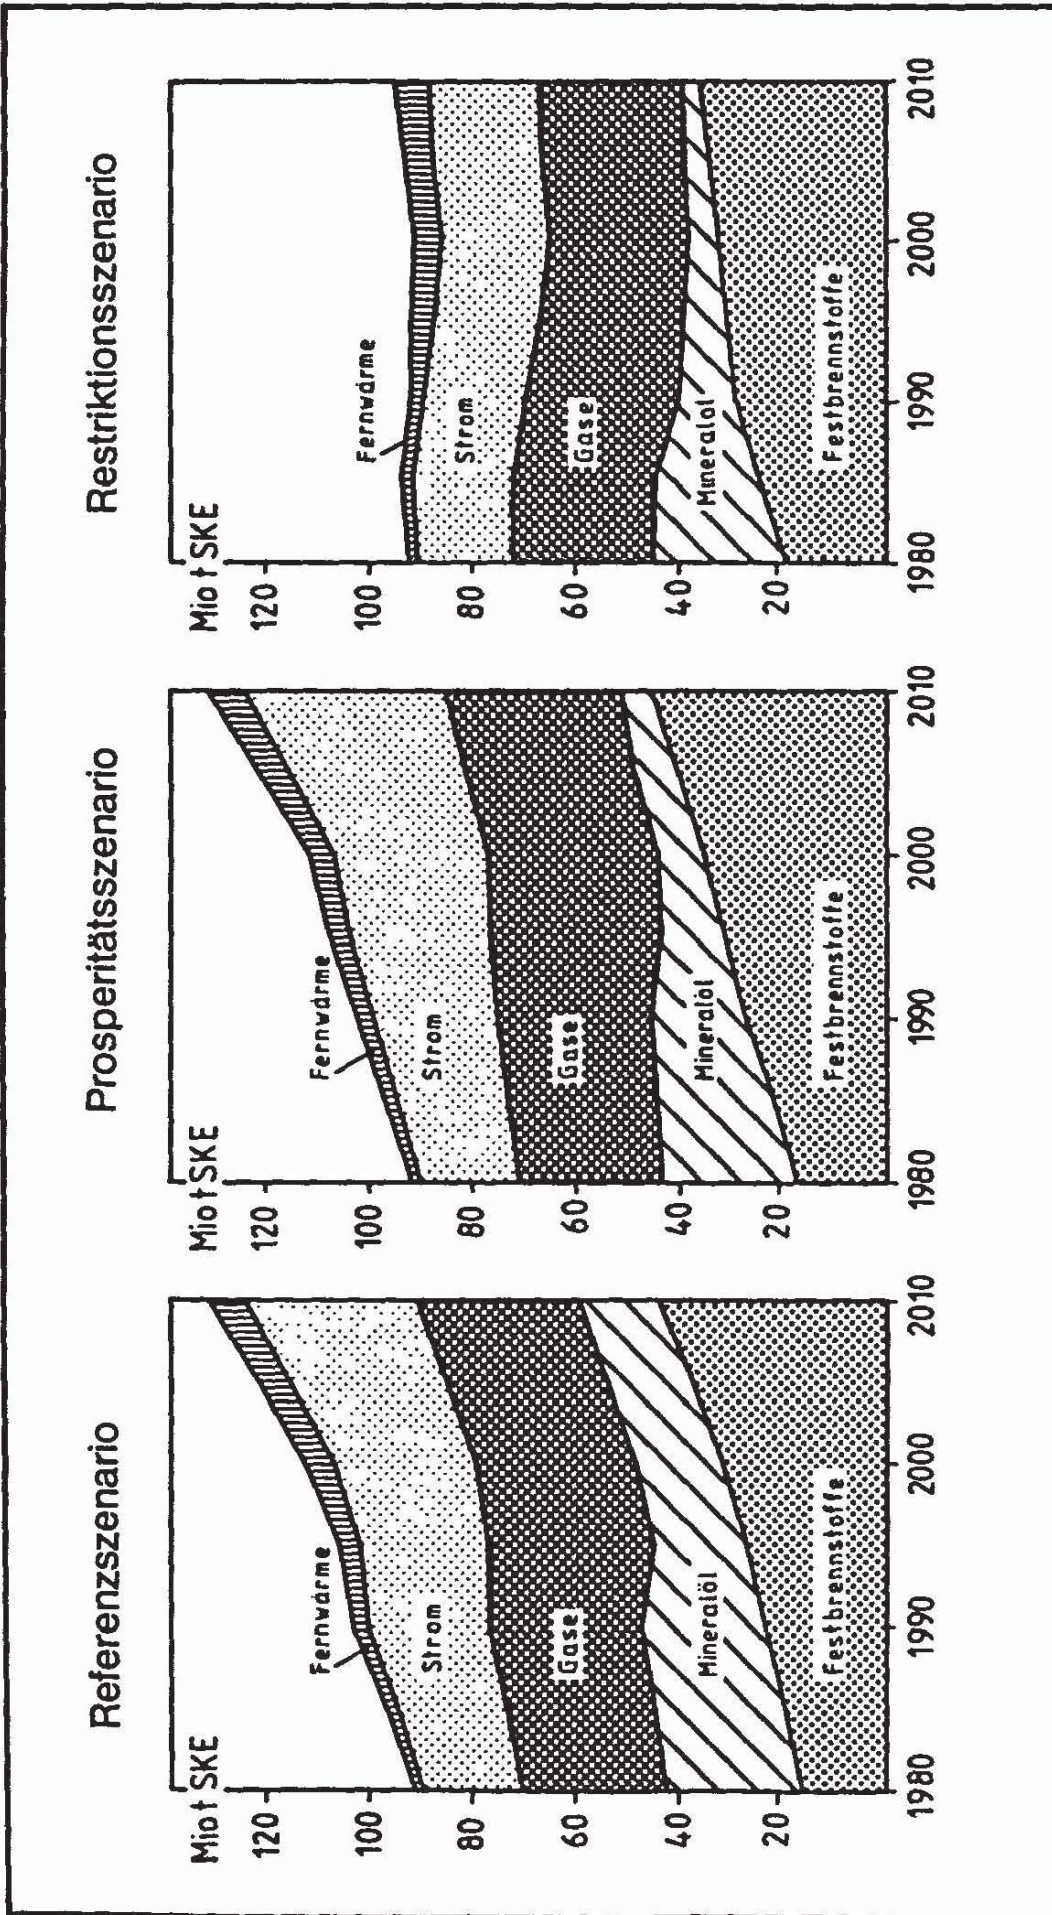 Referenzszenario
Mio t SKE
120
100
80
60
40
20
Fernwärme
Strom
Gase
Mineralöl
Festbrennstoffe
1980 1990 2000 2010
Prosperitätsszenario
Mio t SKE
120
100
80
60
40
20
Fernwärme
Strom
Gase
Mineralöl
Festbrennstoffe
1980 1990 2000 2010
Restriktionsszenario
Mio t SKE
120
100
80
60
40
20
Fernwärme
Strom
Gase
Mineralöl
Festbrennstoffe
1980 1990 2000 2010